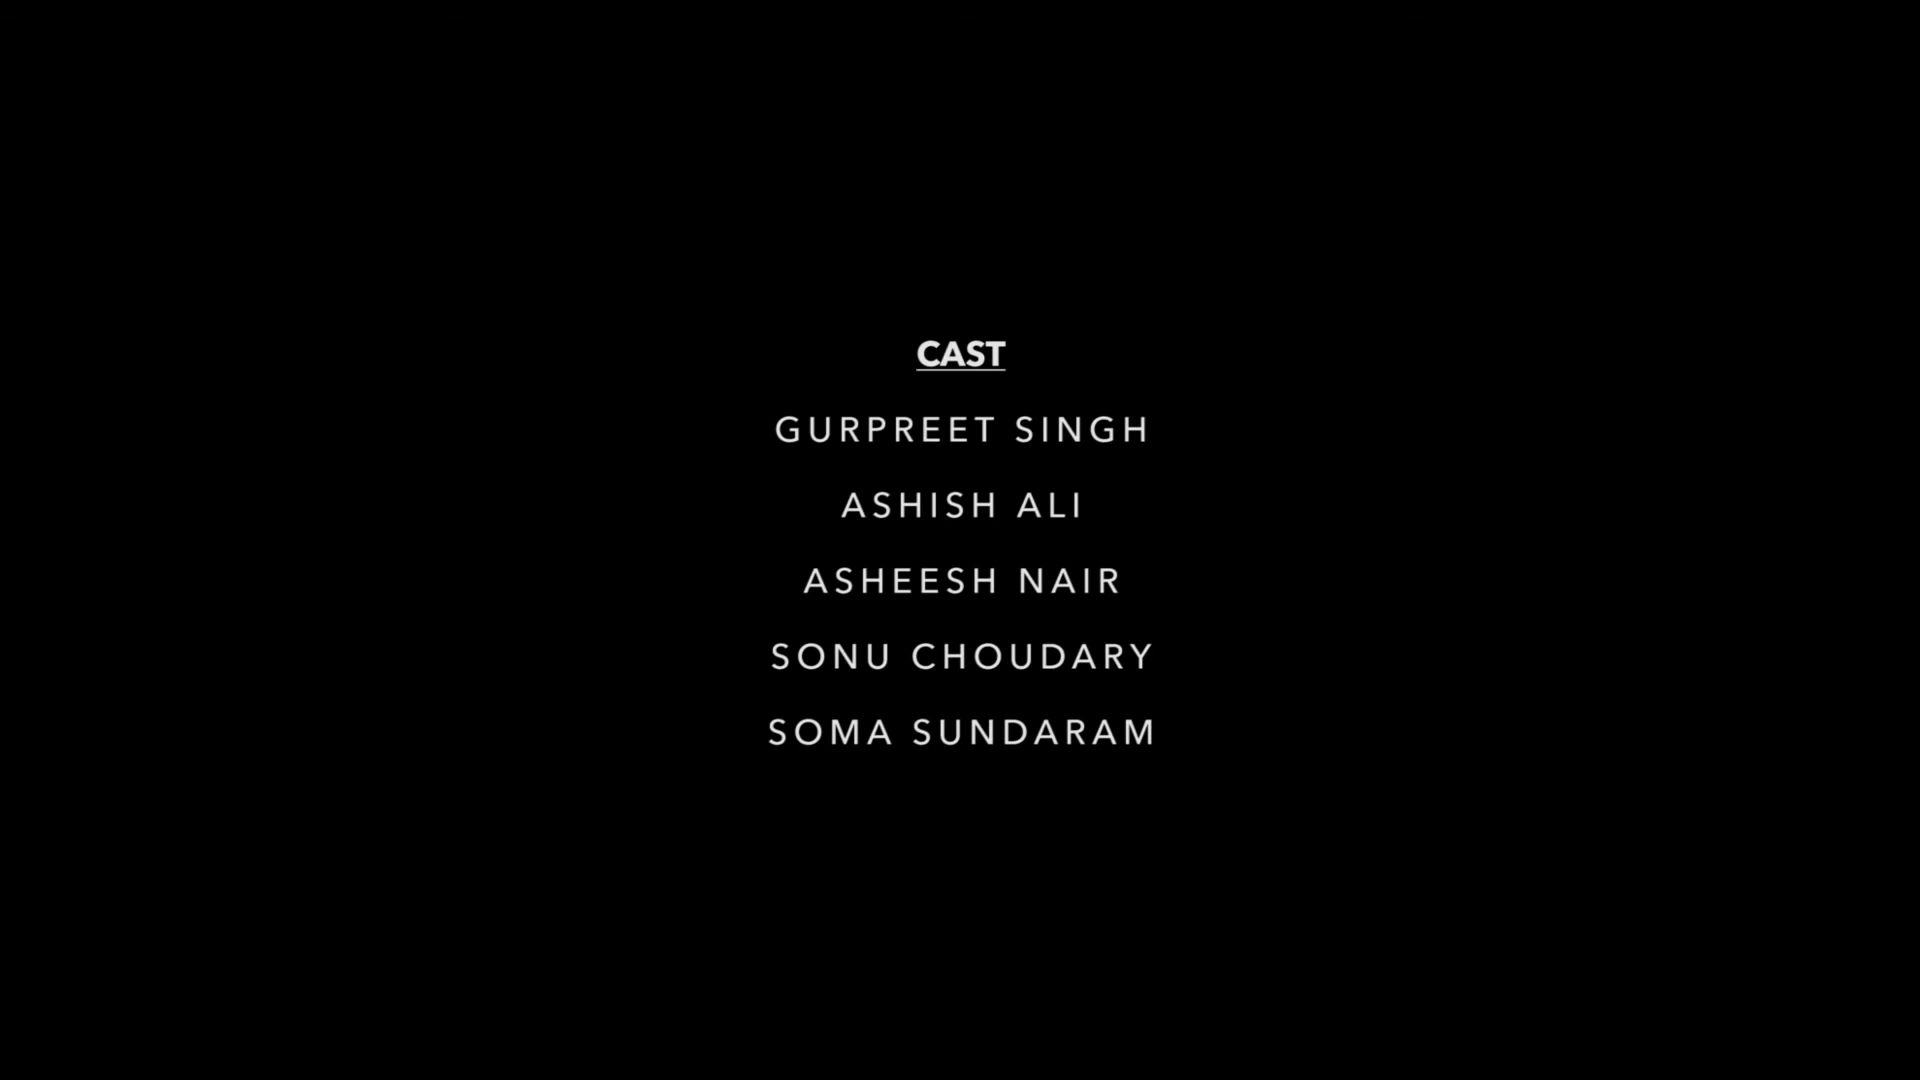 CAST
GURPREET SINGH
ASHISH ALI
ASHEESH NAIR
SONU CHOUDARY
SOMA SUNDARAM